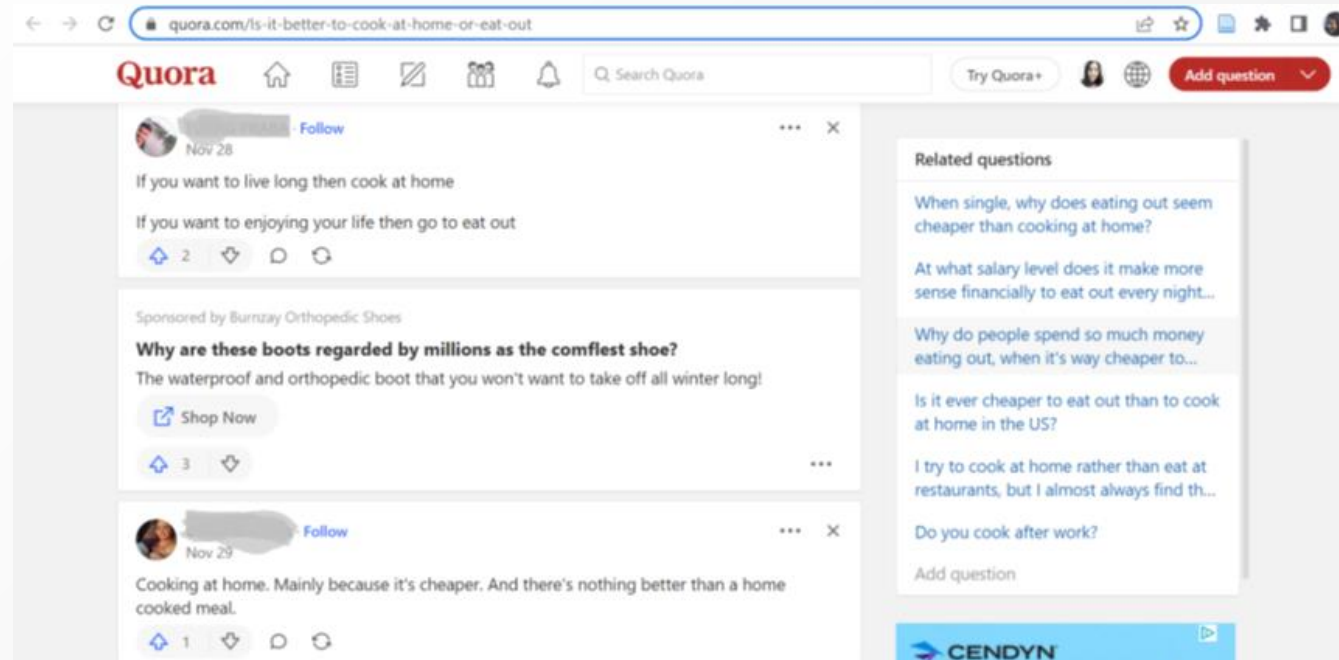 quora.com/Is-it-better-to-cook-at-home-or-eat-out
Quora
Search Quora
Try Quora+
Add question
Follow
Nov 28
If you want to live long then cook at home
If you want to enjoying your life then go to eat out
2
Sponsored by Burnzay Orthopedic Shoes
Why are these boots regarded by millions as the comflest shoe?
The waterproof and orthopedic boot that you won't want to take off all winter long!
Shop Now
3
Follow
Nov 29
Cooking at home. Mainly because it's cheaper. And there's nothing better than a home
cooked meal.
1
Related questions
When single, why does eating out seem
cheaper than cooking at home?
At what salary level does it make more
sense financially to eat out every night...
Why do people spend so much money
eating out, when it's way cheaper to...
Is it ever cheaper to eat out than to cook
at home in the US?
I try to cook at home rather than eat at
restaurants, but I almost always find th...
Do you cook after work?
Add question
CENDYN